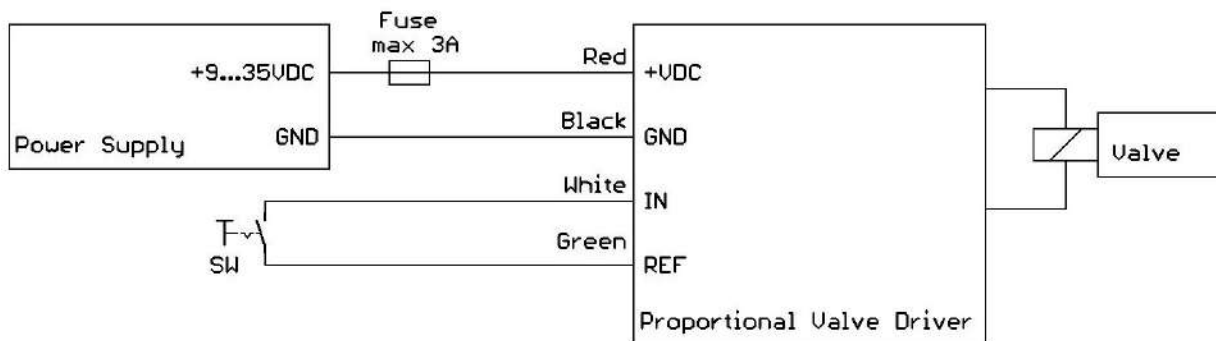 Fuse
max 3A
Red
+9...35VDC
+VDC
Black
GND
GND
Power Supply
Valve
White
IN
Green
SW
REF
Proportional Valve Driver